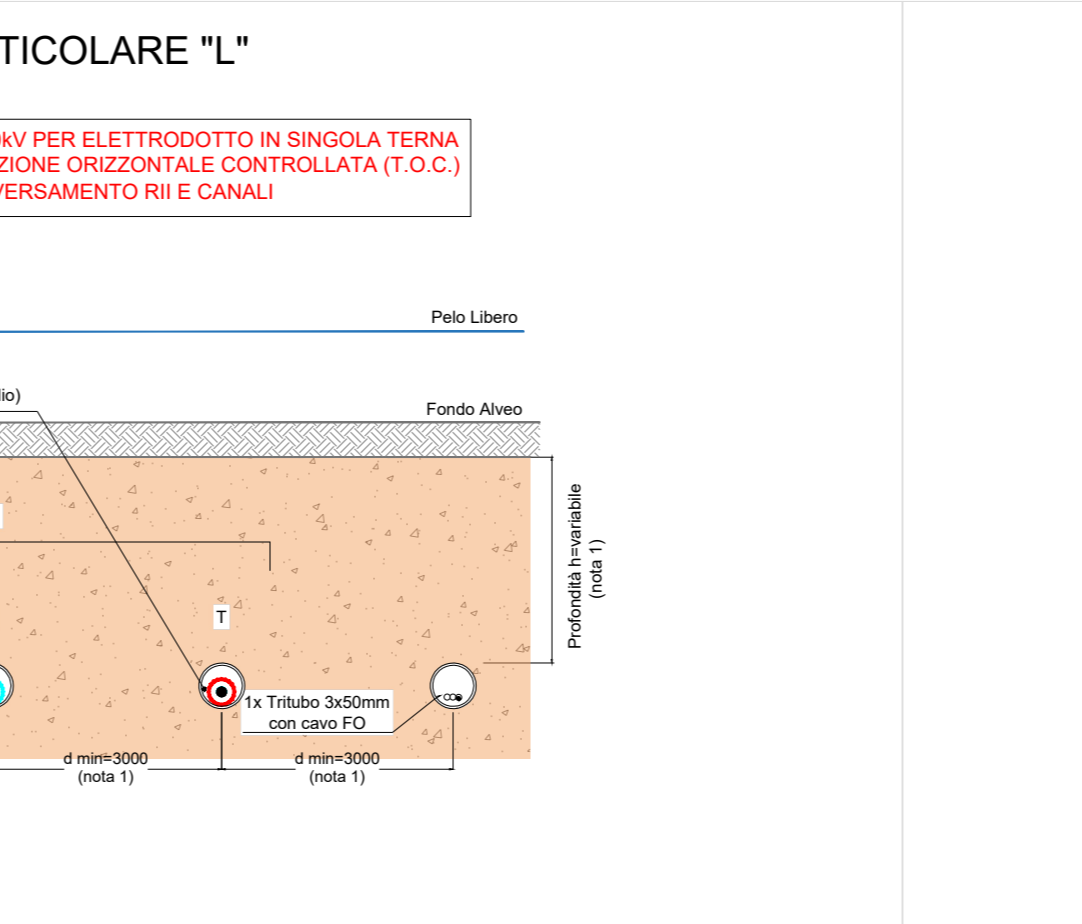 TICOLARE "L"
kV PER ELETTRODOTTO IN SINGOLA TERNA
ZIONE ORIZZONTALE CONTROLLATA (T.O.C.)
VERSAMENTO RII E CANALI
Pelo Libero
io)
Fondo Alveo
Profondità h=variabile
(nota 1)
T
1x Tritubo 3x50mm
con cavo FO
d min=3000
(nota 1)
d min=3000
(nota 1)